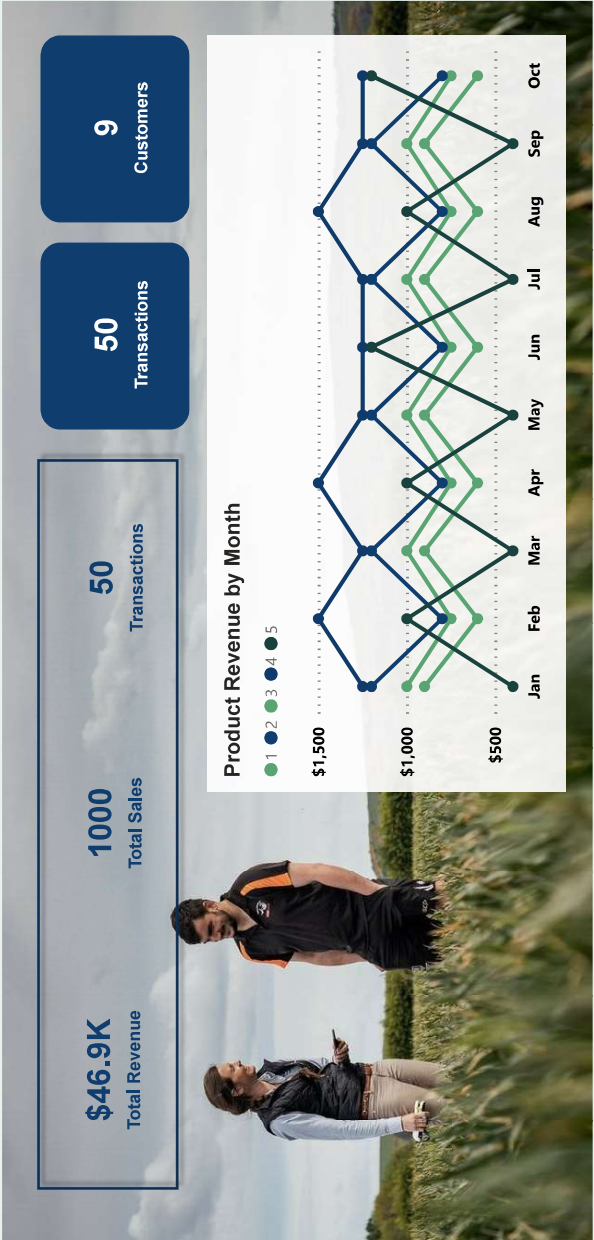 $46.9K
Total Revenue
1000
Total Sales
50
Transactions
50
Transactions
9
Customers
Product Revenue by Month
1 2 3 4 5
$1,500
$1,000
$500
Jan Feb Mar Apr May Jun Jul Aug Sep Oct